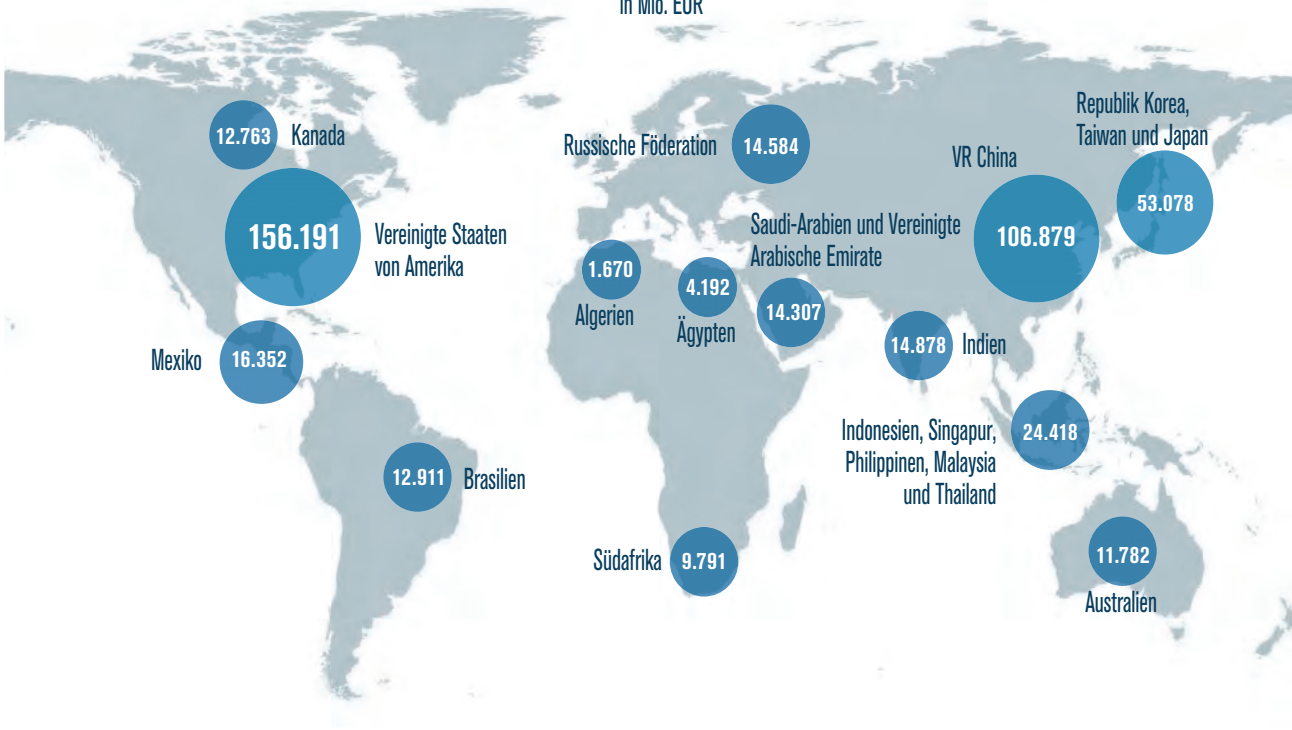 in Mio. EUR
12.763 Kanada
156.191
Vereinigte Staaten
von Amerika
Mexiko 16.352
12.911 Brasilien
Russische Föderation 14.584
1.670
Algerien
4.192
Ägypten
Saudi-Arabien und Vereinigte
Arabische Emirate
14.307
Südafrika 9.791
VR China
106.879
Republik Korea,
Taiwan und Japan
53.078
14.878 Indien
Indonesien, Singapur,
Philippinen, Malaysia
und Thailand
24.418
11.782
Australien